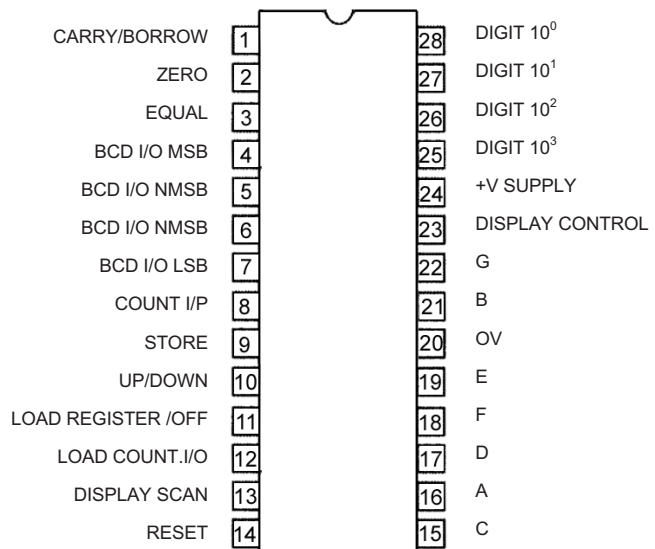 CARRY/BORROW 1 28 DIGIT 10⁰
ZERO 2 27 DIGIT 10¹
EQUAL 3 26 DIGIT 10²
BCD I/O MSB 4 25 DIGIT 10³
BCD I/O NMSB 5 24 +V SUPPLY
BCD I/O NMSB 6 23 DISPLAY CONTROL
BCD I/O LSB 7 22 G
COUNT I/P 8 21 B
STORE 9 20 OV
UP/DOWN 10 19 E
LOAD REGISTER /OFF 11 18 F
LOAD COUNT.I/O 12 17 D
DISPLAY SCAN 13 16 A
RESET 14 15 C